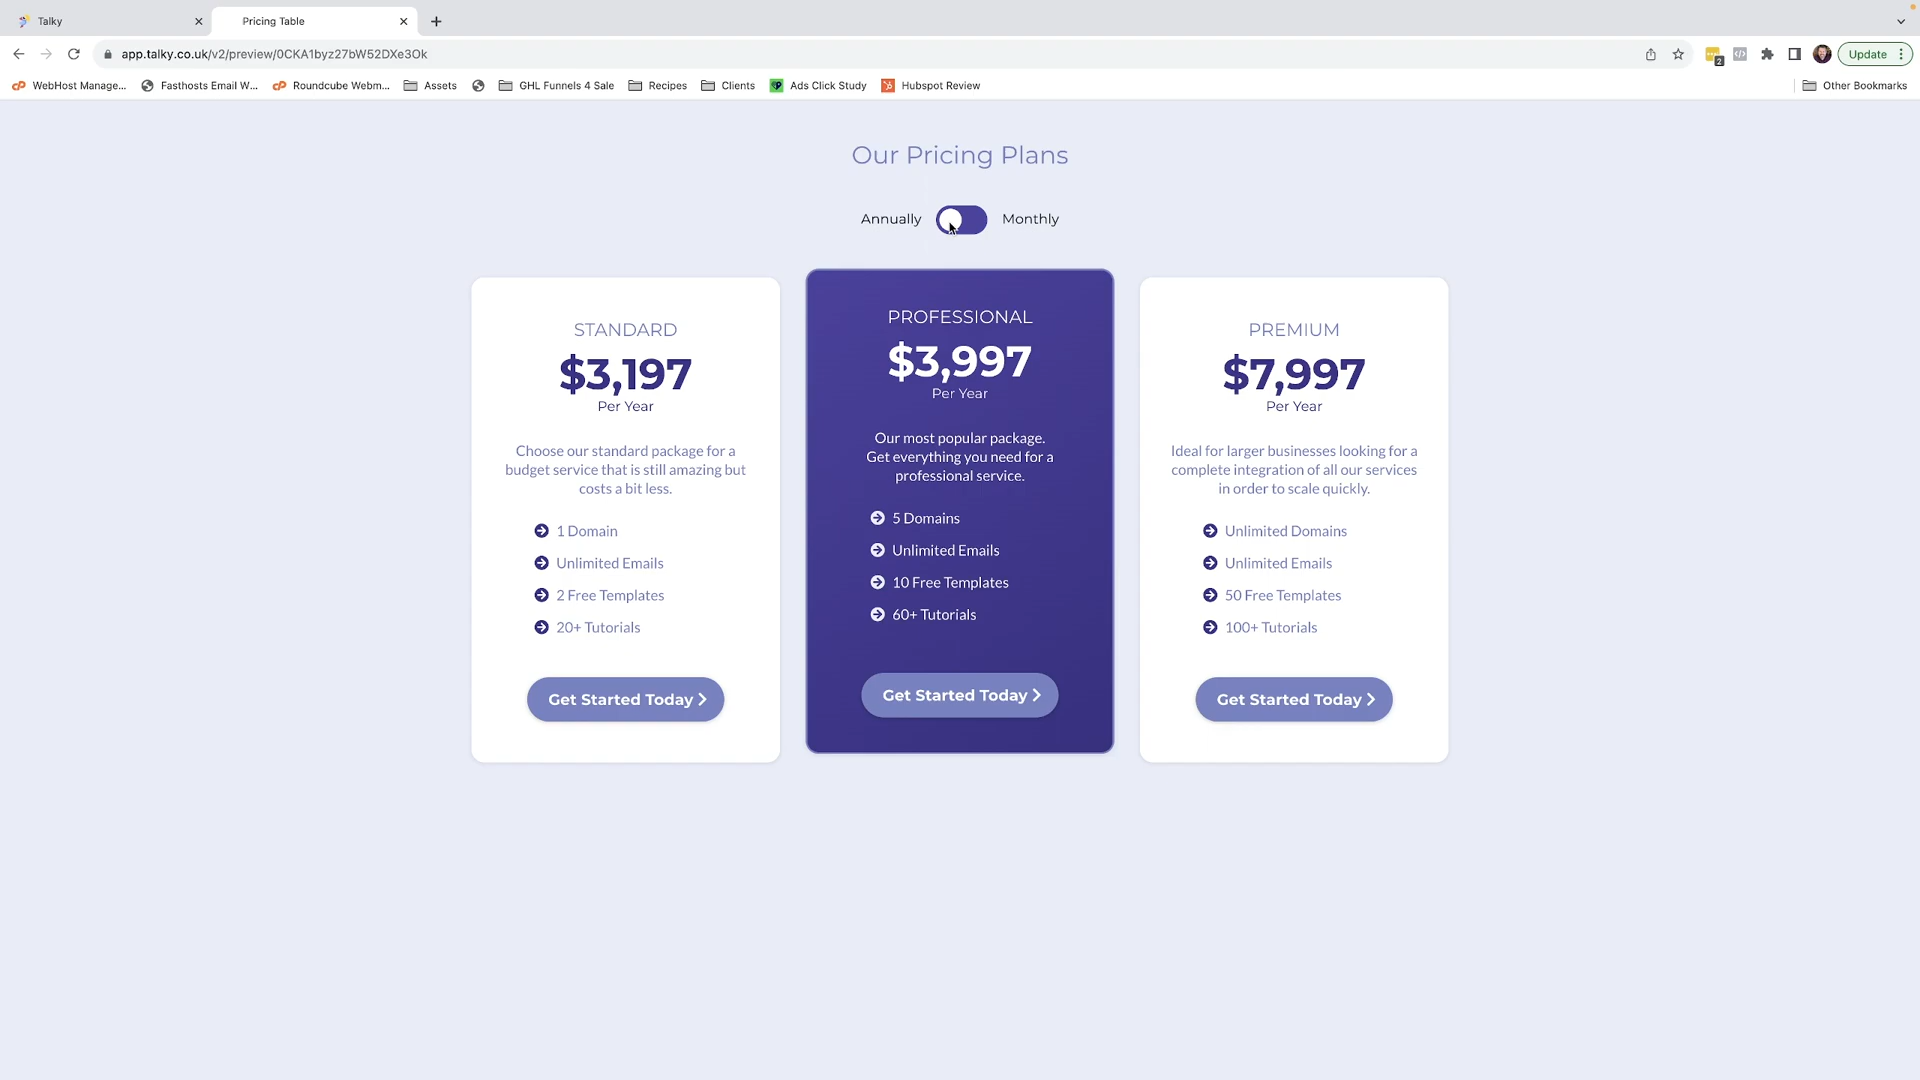 Talky
Pricing Table
app.talky.co.uk/v2/preview/0CKA1byz27bW52DXe3Ok
2
Update
WebHost Manage...
Fasthosts Email W...
Roundcube Webm...
Assets
GHL Funnels 4 Sale
Recipes
Clients
Ads Click Study
Hubspot Review
Other Bookmarks
Our Pricing Plans
Annually
Monthly
STANDARD
$3,197
Per Year
Choose our standard package for a
budget service that is still amazing but
costs a bit less.
1 Domain
Unlimited Emails
2 Free Templates
20+ Tutorials
Get Started Today
PROFESSIONAL
$3,997
Per Year
Our most popular package.
Get everything you need for a
professional service.
5 Domains
Unlimited Emails
10 Free Templates
60+ Tutorials
Get Started Today
PREMIUM
$7,997
Per Year
Ideal for larger businesses looking for a
complete integration of all our services
in order to scale quickly.
Unlimited Domains
Unlimited Emails
50 Free Templates
100+ Tutorials
Get Started Today